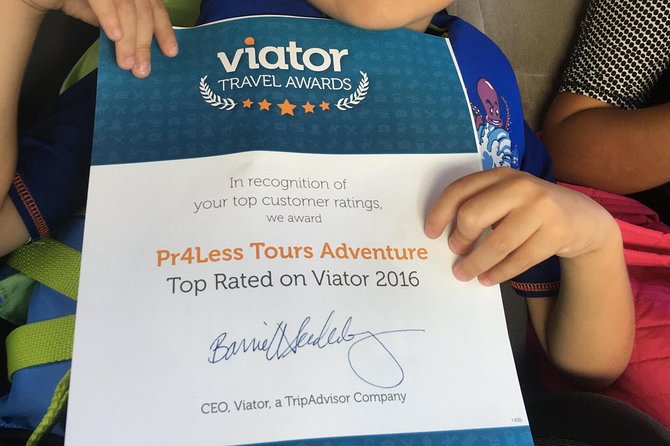 viator
TRAVEL AWARDS
In recognition of
your top customer ratings,
we award
Pr4Less Tours Adventure
Top Rated on Viator 2016
CEO, Viator, a TripAdvisor Company